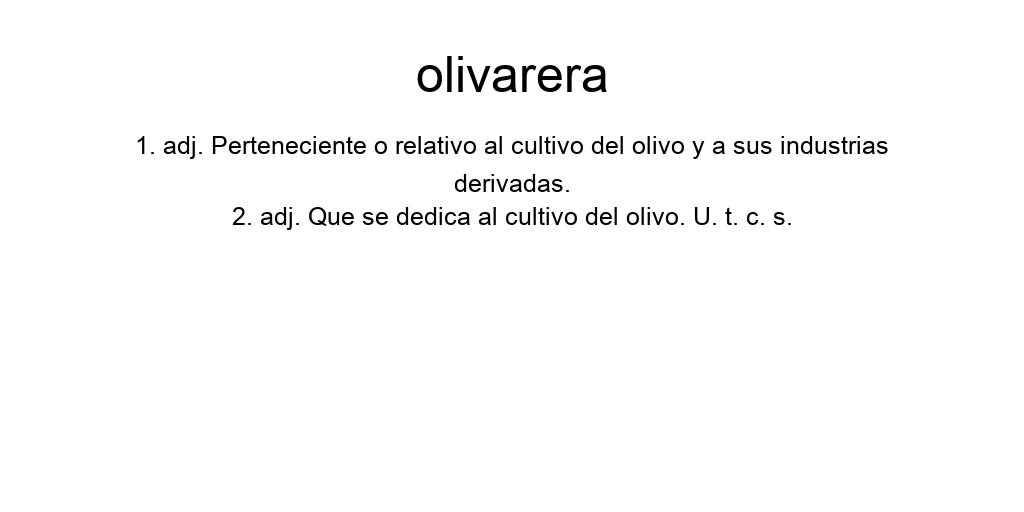 olivarera
1. adj. Perteneciente o relativo al cultivo del olivo y a sus industrias
derivadas.
2. adj. Que se dedica al cultivo del olivo. U. t. c. s.